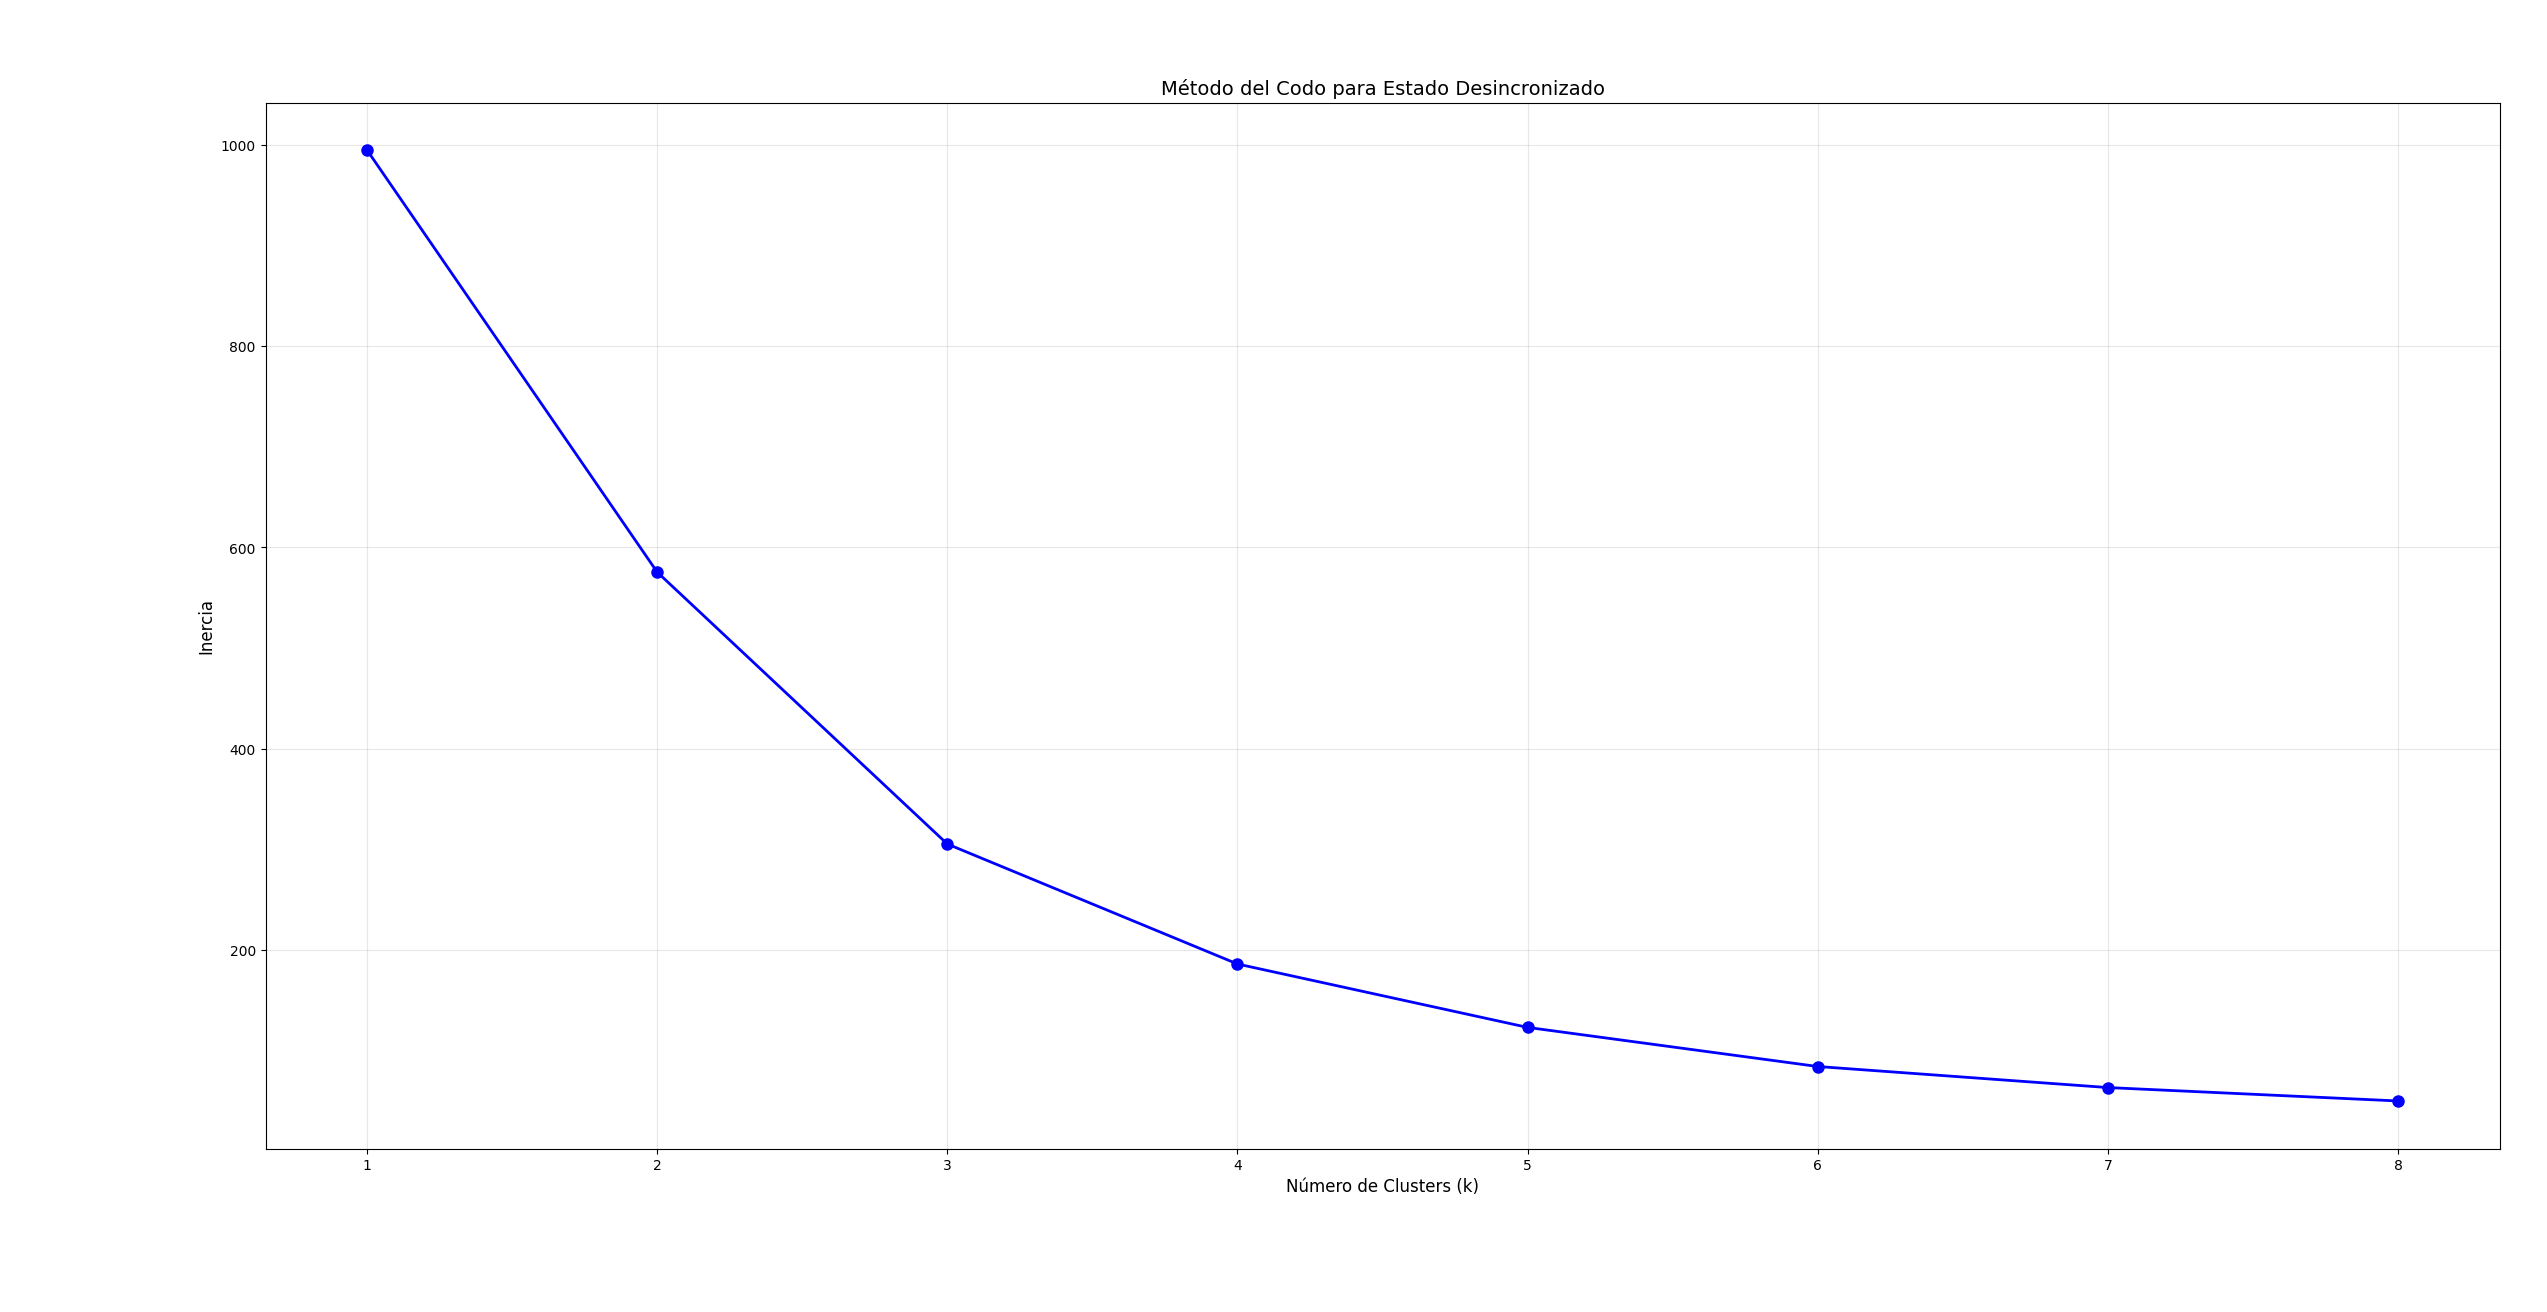 Método del Codo para Estado Desincronizado
1000
800
600
400
200
Inercia
1 2 3 4 5 6 7 8
Número de Clusters (k)